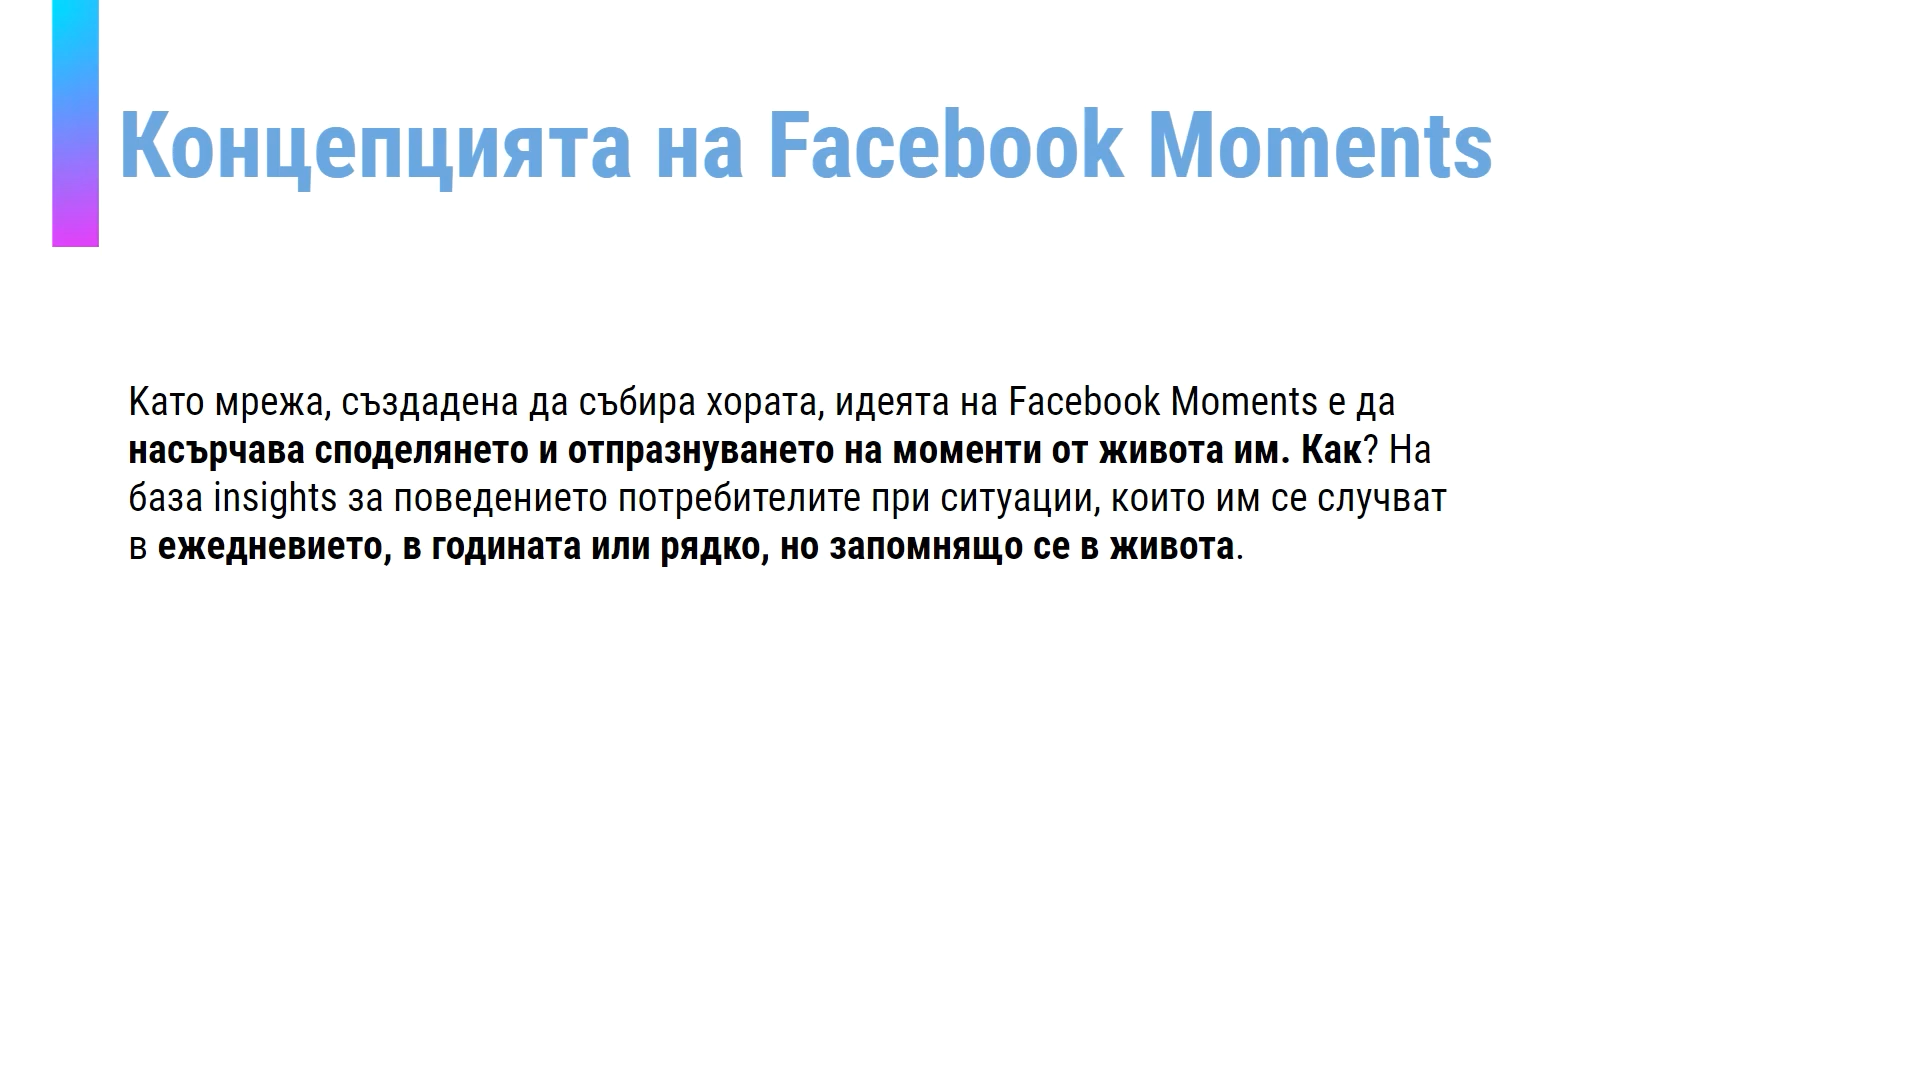 Концепцията на Facebook Moments
Като мрежа, създадена да събира хората, идеята на Facebook Moments е да
насърчава споделянето и отпразнуването на моменти от живота им. Как? На
база insights за поведението потребителите при ситуации, които им се случват
в ежедневието, в годината или рядко, но запомнящо се в живота.